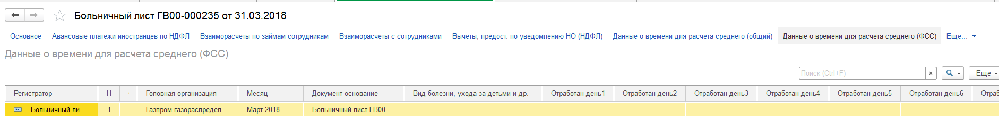 Больничный лист ГВ00-000235 от 31.03.2018
Основное Авансовые платежи иностранцев по НДФЛ Взаиморасчеты по займам сотрудникам Взаиморасчеты с сотрудниками Вычеты, предост. по уведомлению НО (НДФЛ) Данные о времени для расчета среднего (общий) Данные о времени для расчета среднего (ФСС) Еще...
Данные о времени для расчета среднего (ФСС)
Поиск (Ctrl+F) × Еще
Регистратор Н Головная организация Месяц Документ основание Вид болезни, ухода за детьми и др. Отработан день1 Отработан день2 Отработан день3 Отработан день4 Отработан день5 Отработан день6 Отраб
Больничный ли... 1 Газпром газораспредел... Март 2018 Больничный лист ГВ00-...